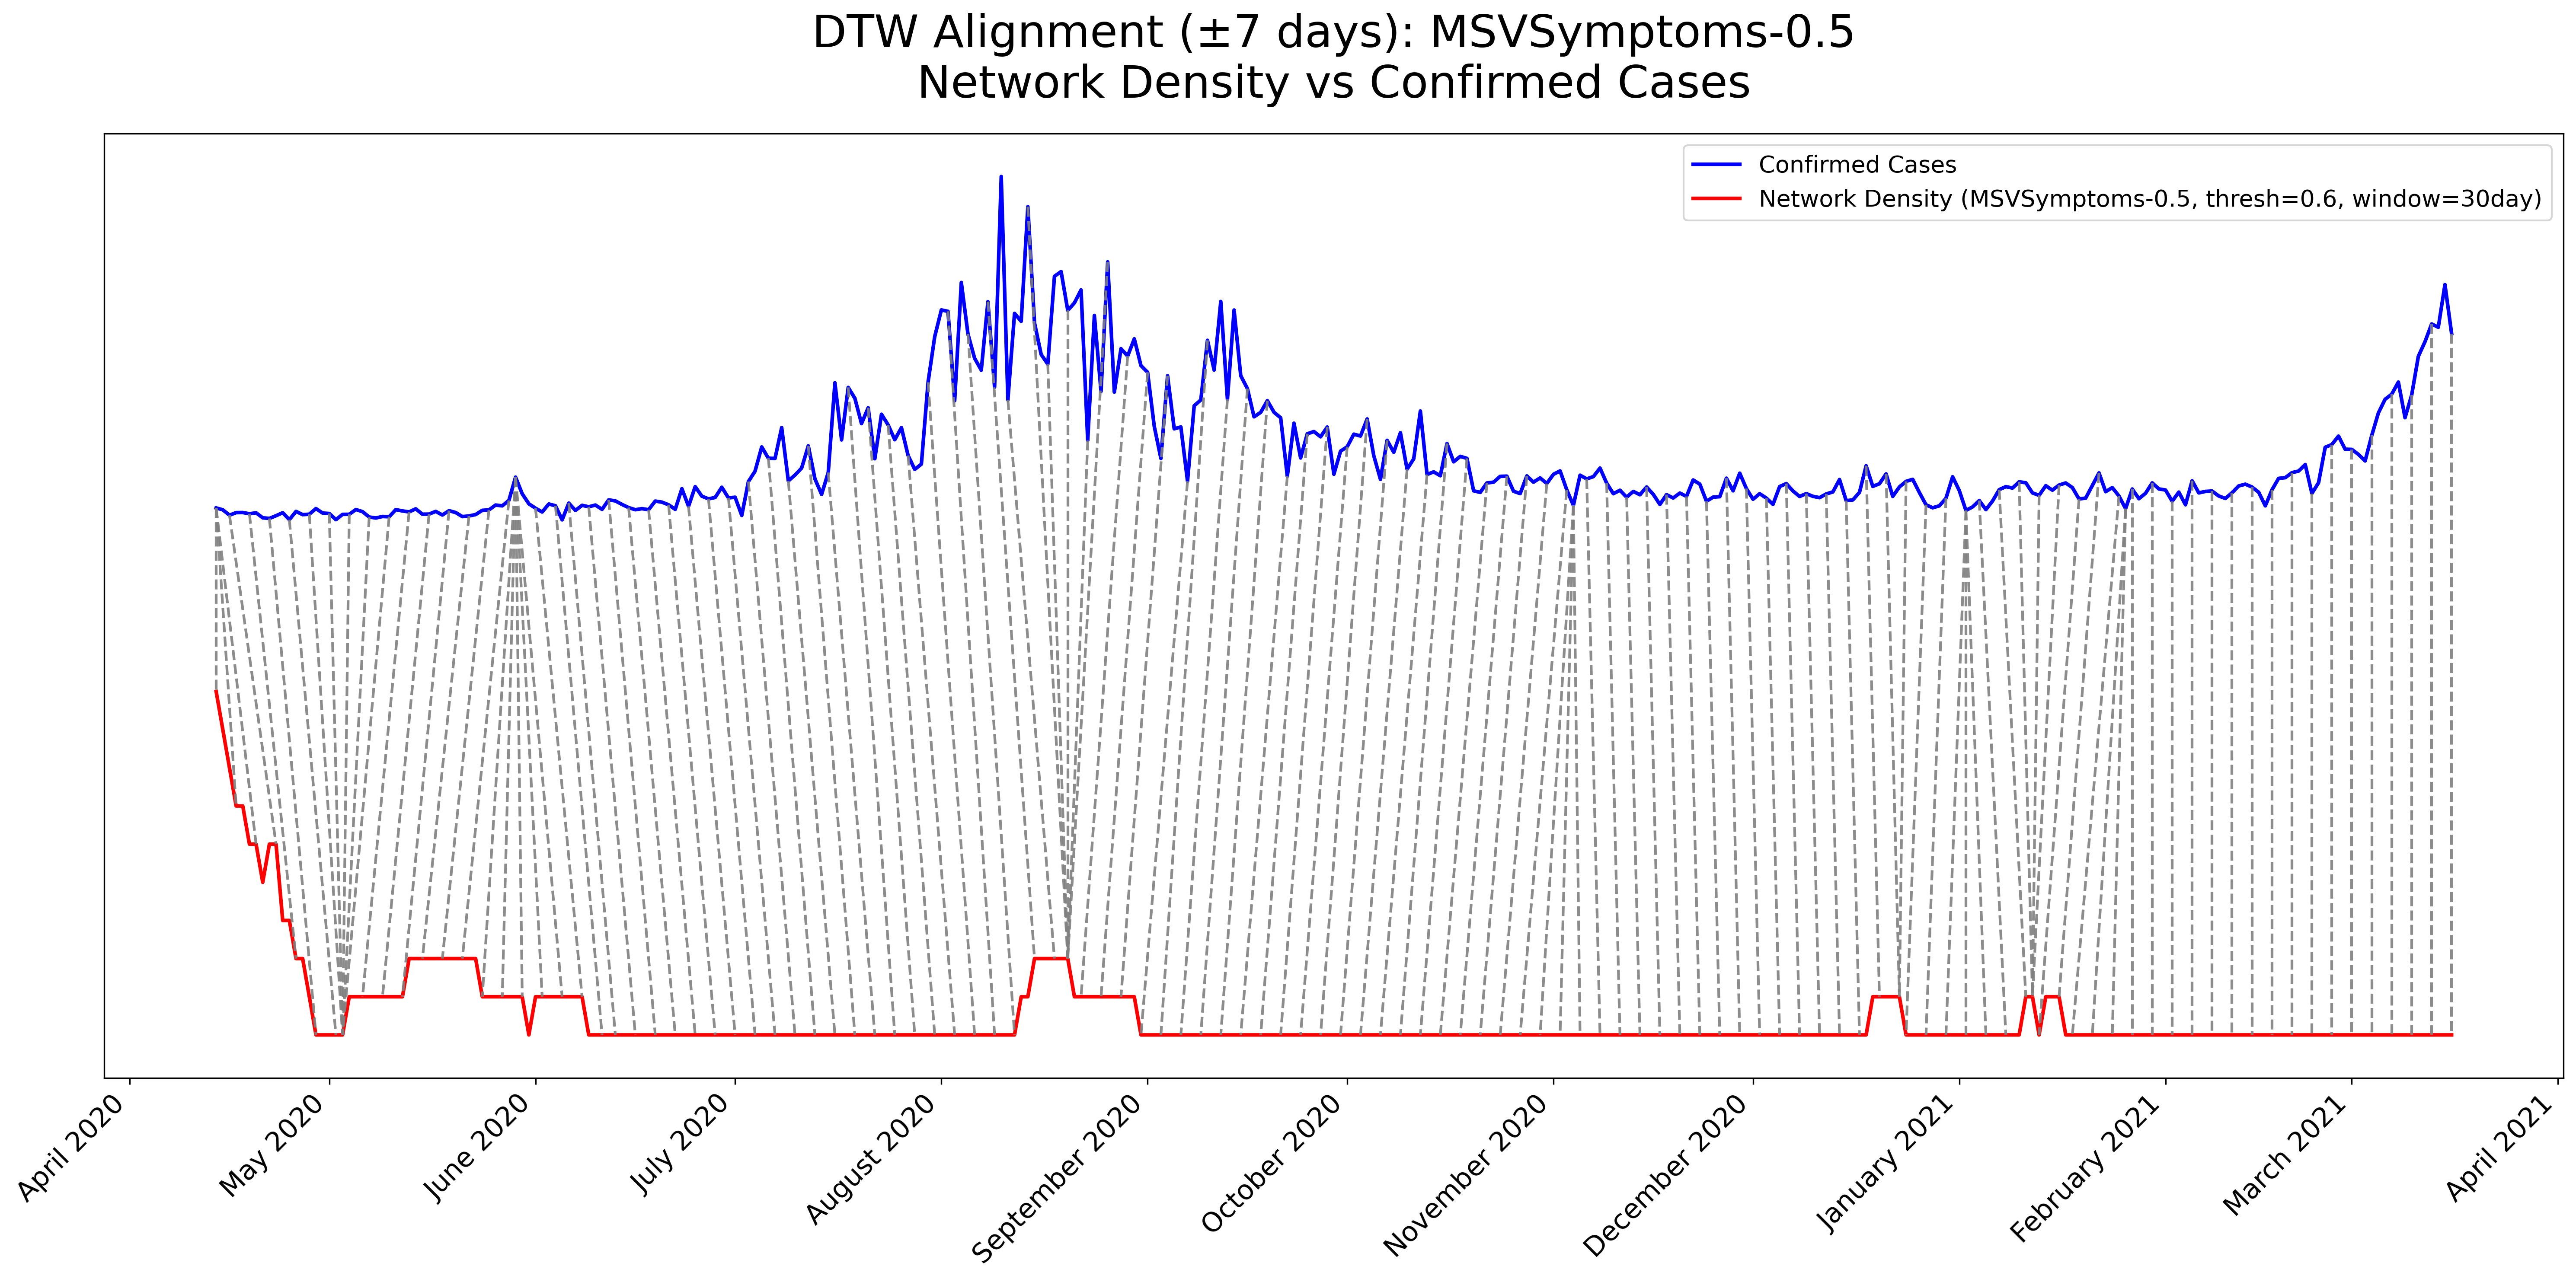 DTW Alignment (±7 days): MSVSymptoms-0.5
Network Density vs Confirmed Cases
Confirmed Cases
Network Density (MSVSymptoms-0.5, thresh=0.6, window=30day)
April 2020
May 2020
June 2020
July 2020
August 2020
September 2020
October 2020
November 2020
December 2020
January 2021
February 2021
March 2021
April 2021